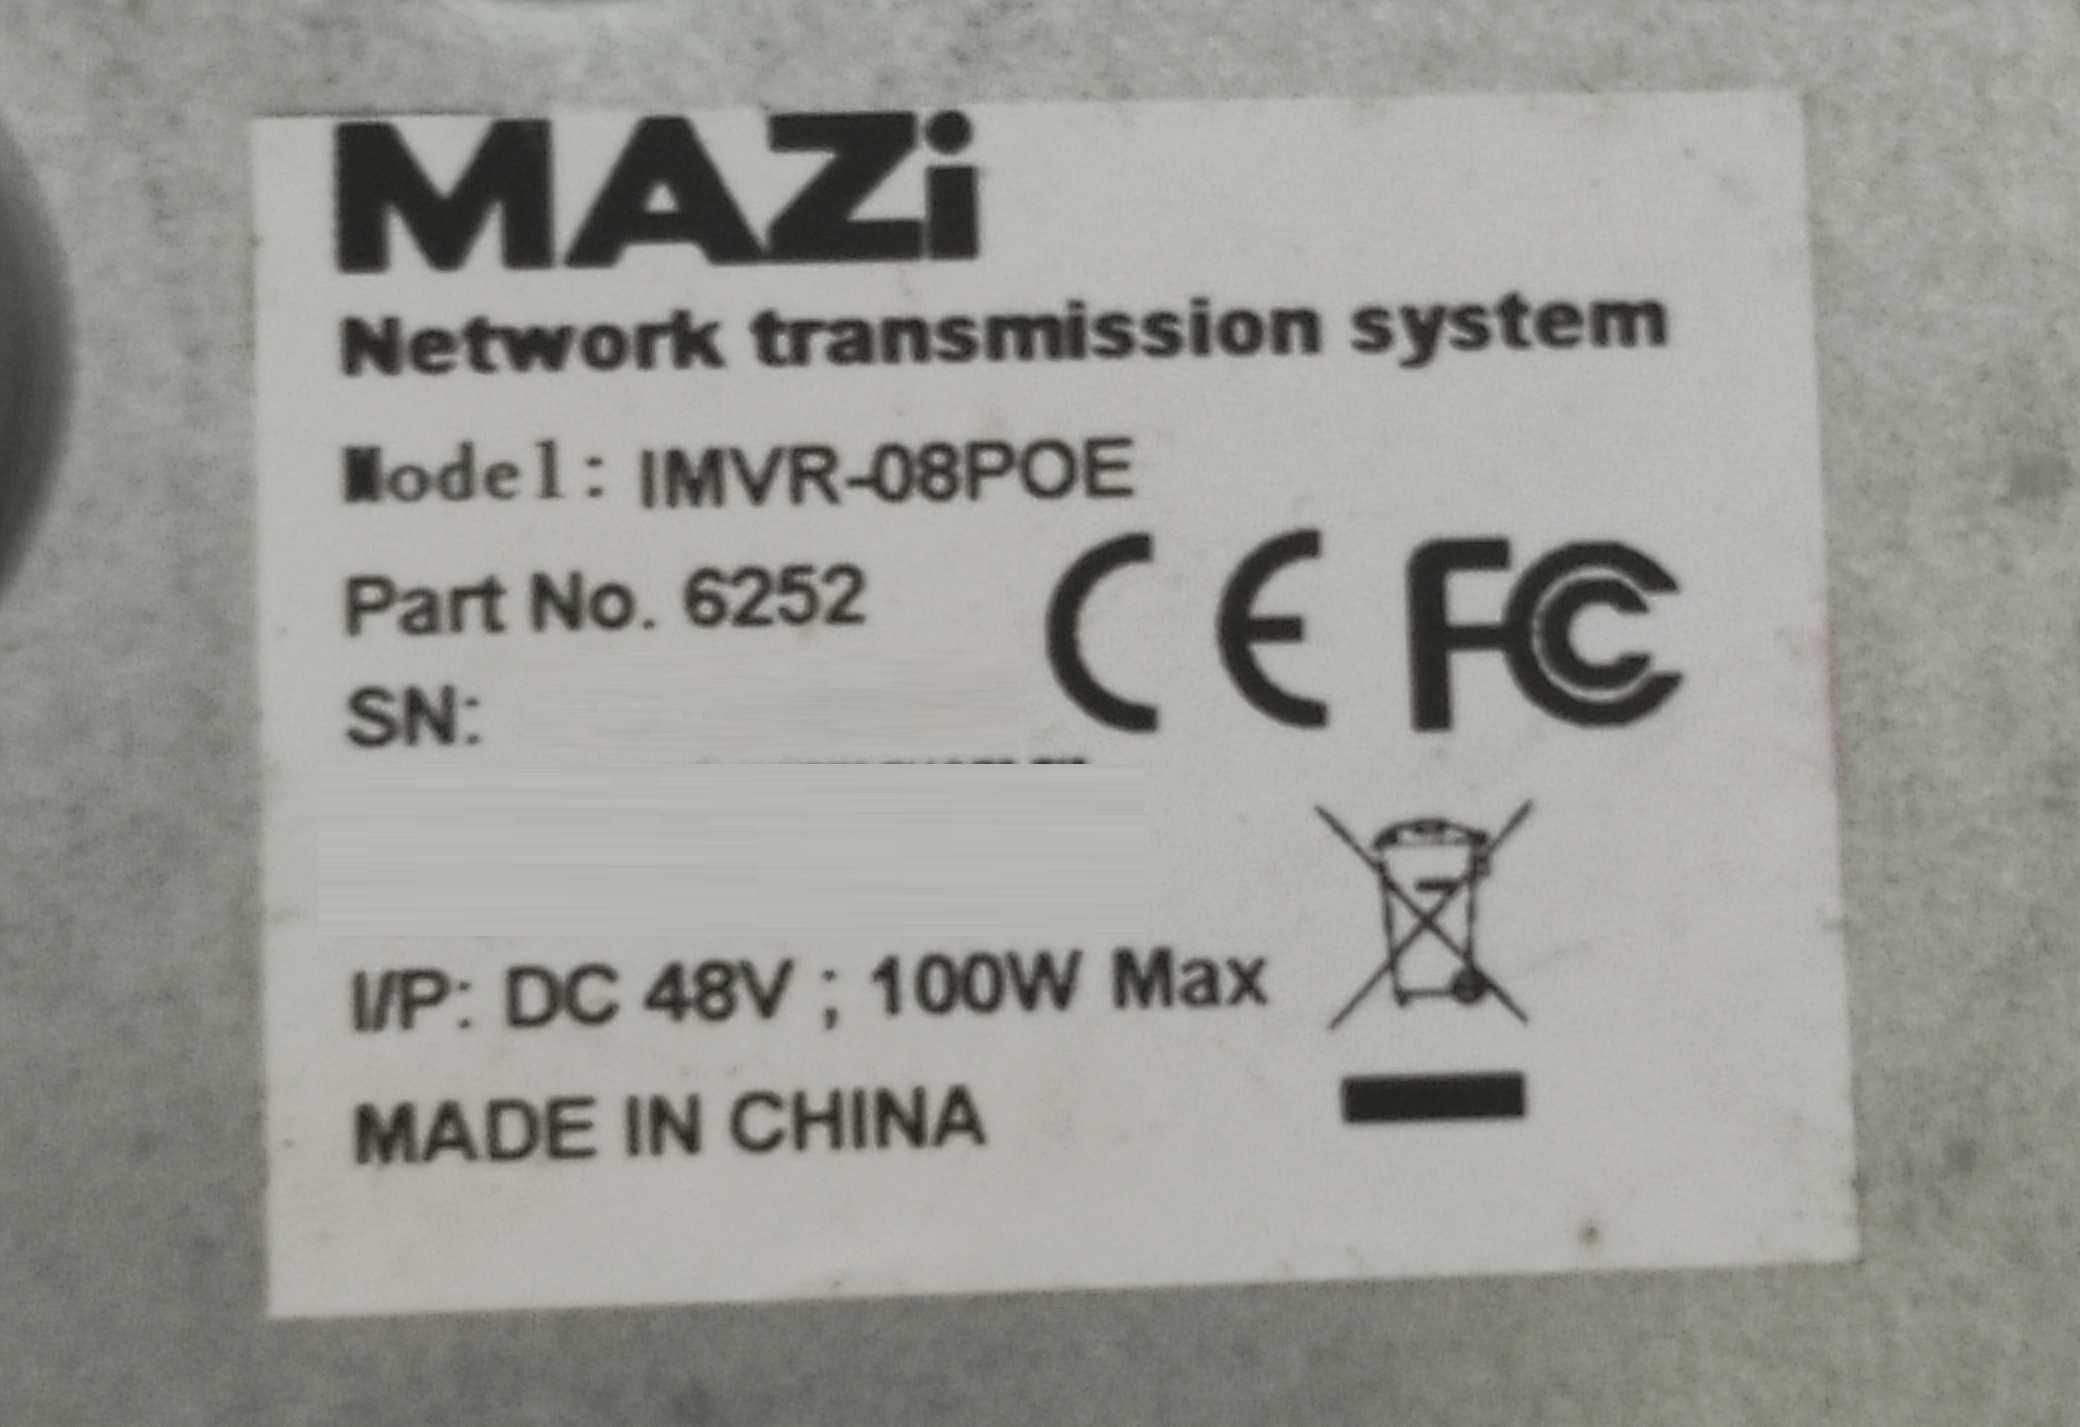 MAZi
Network transmission system
Model: IMVR-08POE
Part No. 6252
CE FC
SN:
I/P: DC 48V ; 100W Max
MADE IN CHINA